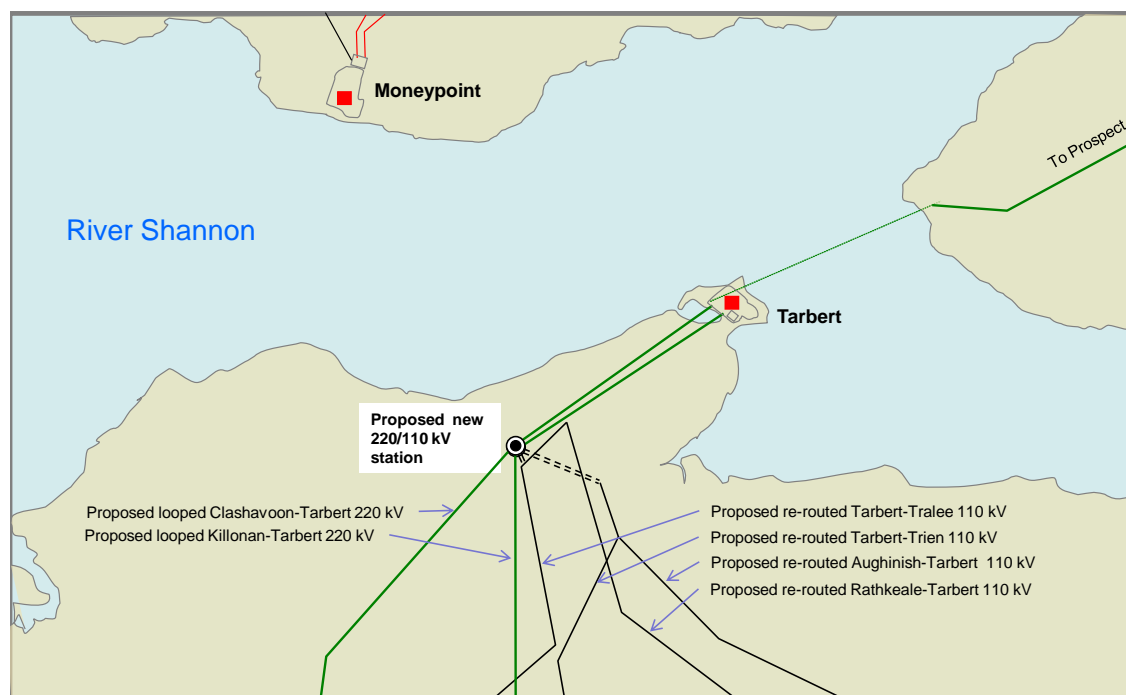 Moneypoint
To Prospect
River Shannon
Tarbert
Proposed  new
220/110 kV
station
Proposed looped Clashavoon-Tarbert 220 kV
Proposed looped Killonan-Tarbert 220 kV
Proposed re-routed Tarbert-Tralee 110 kV
Proposed re-routed Tarbert-Trien 110 kV
Proposed re-routed Aughinish-Tarbert  110 kV
Proposed re-routed Rathkeale-Tarbert 110 kV